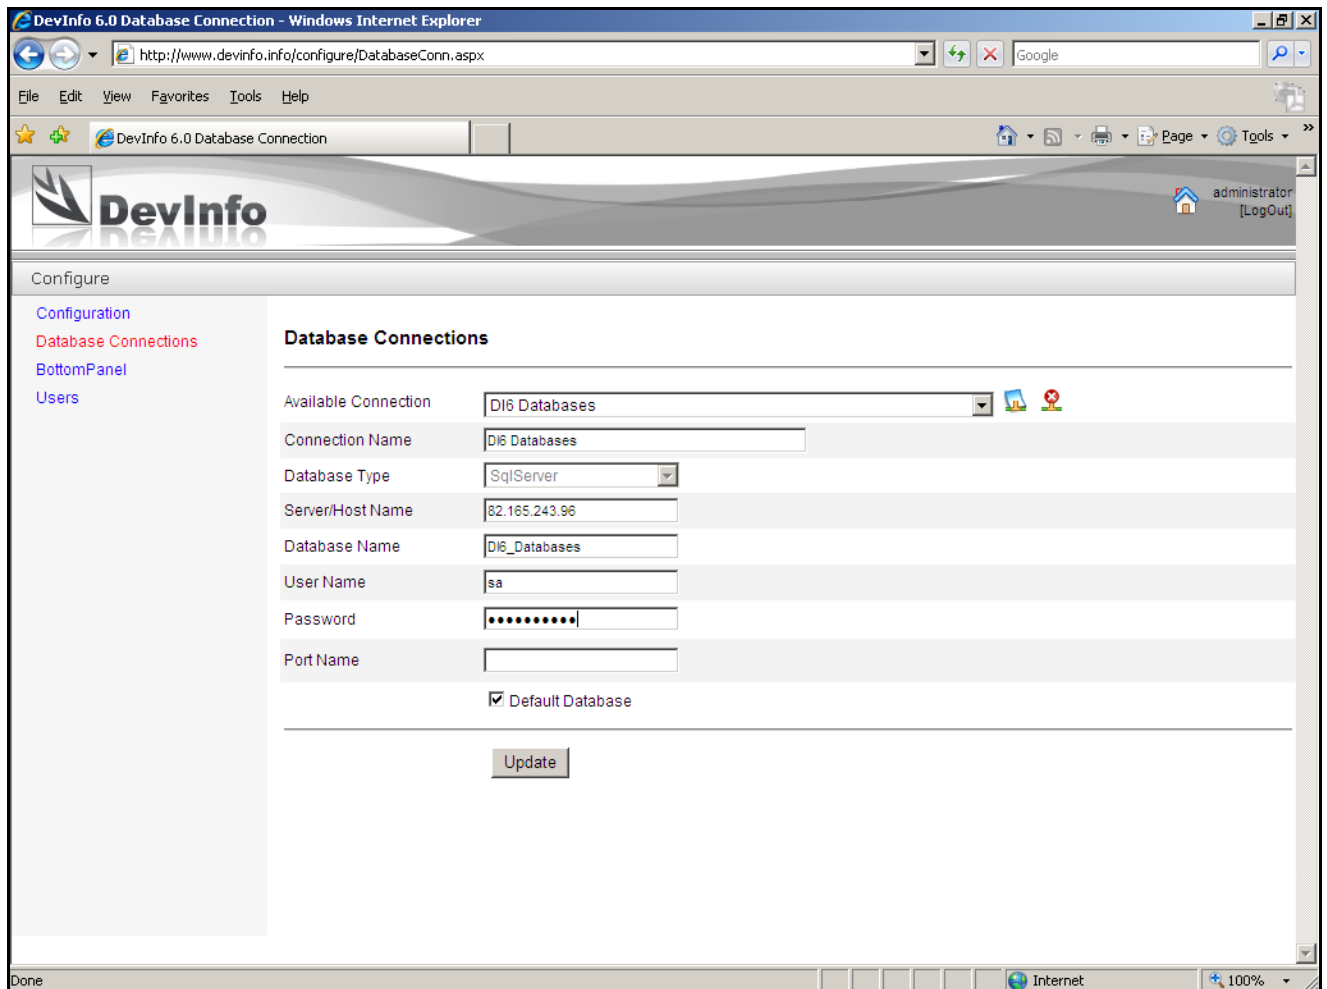 DevInfo 6.0 Database Connection - Windows Internet Explorer
http://www.devinfo.info/configure/DatabaseConn.aspx
Google
File Edit View Favorites Tools Help
DevInfo 6.0 Database Connection
Page Tools »
DevInfo
administrator
[LogOut]
Configure
Configuration
Database Connections
BottomPanel
Users
Database Connections
Available Connection DI6 Databases
Connection Name DI6 Databases
Database Type SqlServer
Server/Host Name 82.165.243.96
Database Name DI6_Databases
User Name sa
Password ••••••••••
Port Name
Default Database
Update
Done Internet 100%